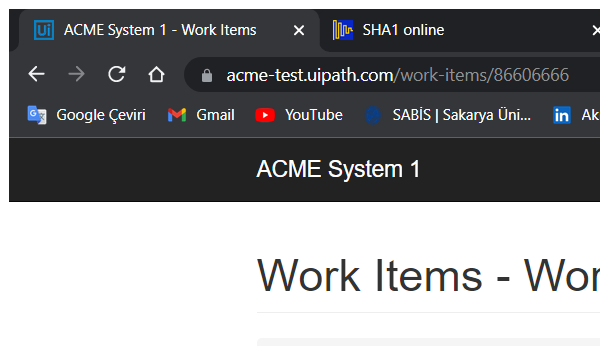 Ui ACME System 1 - Work Items SHA1 online
acme-test.uipath.com/work-items/86606666
Google Çeviri Gmail YouTube SABİS | Sakarya Üni... in Ak
ACME System 1
Work Items - Wor